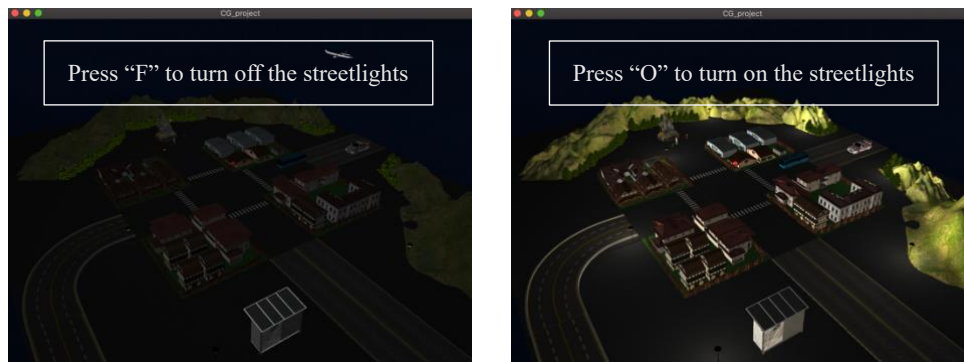 CG_project
Press “F” to turn off the streetlights
CG_project
Press “O” to turn on the streetlights